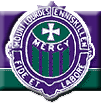 MOUNT LOURDES ENNISKILLEN
MERCY
FIDE ET LABORE